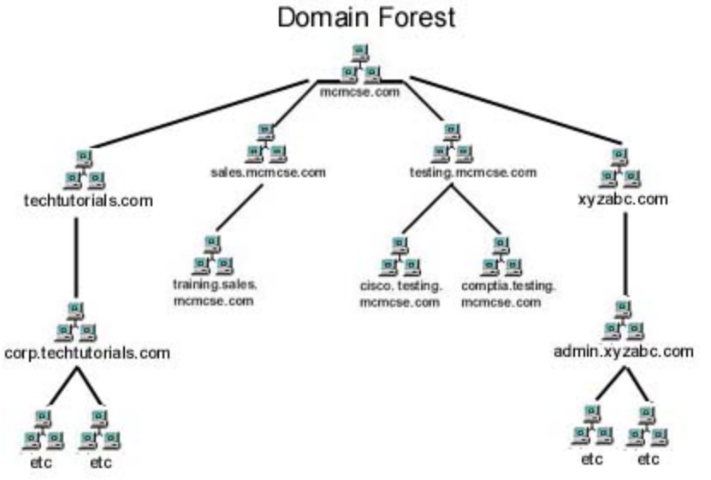 Domain Forest
mcmcse.com
sales.mcmcse.com
testing.mcmcse.com
techtutorials.com
xyzabc.com
training.sales.
mcmcse.com
cisco. testing.
mcmcse.com
comptia.testing.
mcmcse.com
corp.techtutorials.com
admin.xyzabc.com
etc
etc
etc
etc